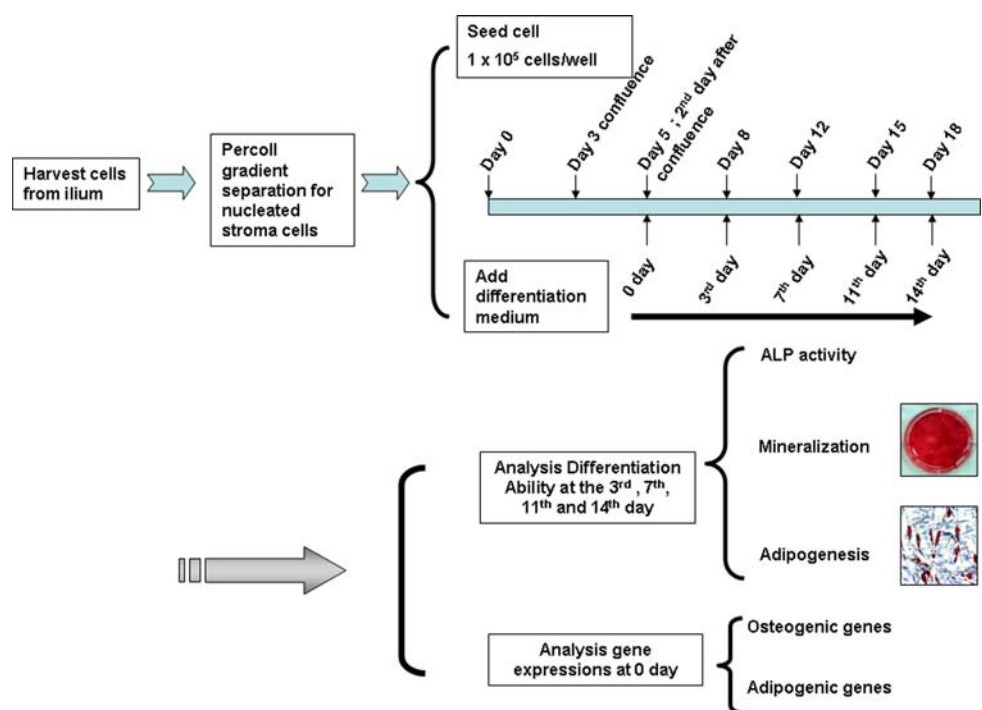 Harvest cells
from ilium
Percoll
gradient
separation for
nucleated
stroma cells
Seed cell
1 x 10⁵ cells/well
Day 0
Day 3 confluence
Day 5 ; 2ⁿᵈ day after
confluence
Day 8
Day 12
Day 15
Day 18
Add
differentiation
medium
0 day
3ʳᵈ day
7ᵗʰ day
11ᵗʰ day
14ᵗʰ day
Analysis Differentiation
Ability at the 3ʳᵈ , 7ᵗʰ,
11ᵗʰ and 14ᵗʰ day
ALP activity
Mineralization
Adipogenesis
Analysis gene
expressions at 0 day
Osteogenic genes
Adipogenic genes